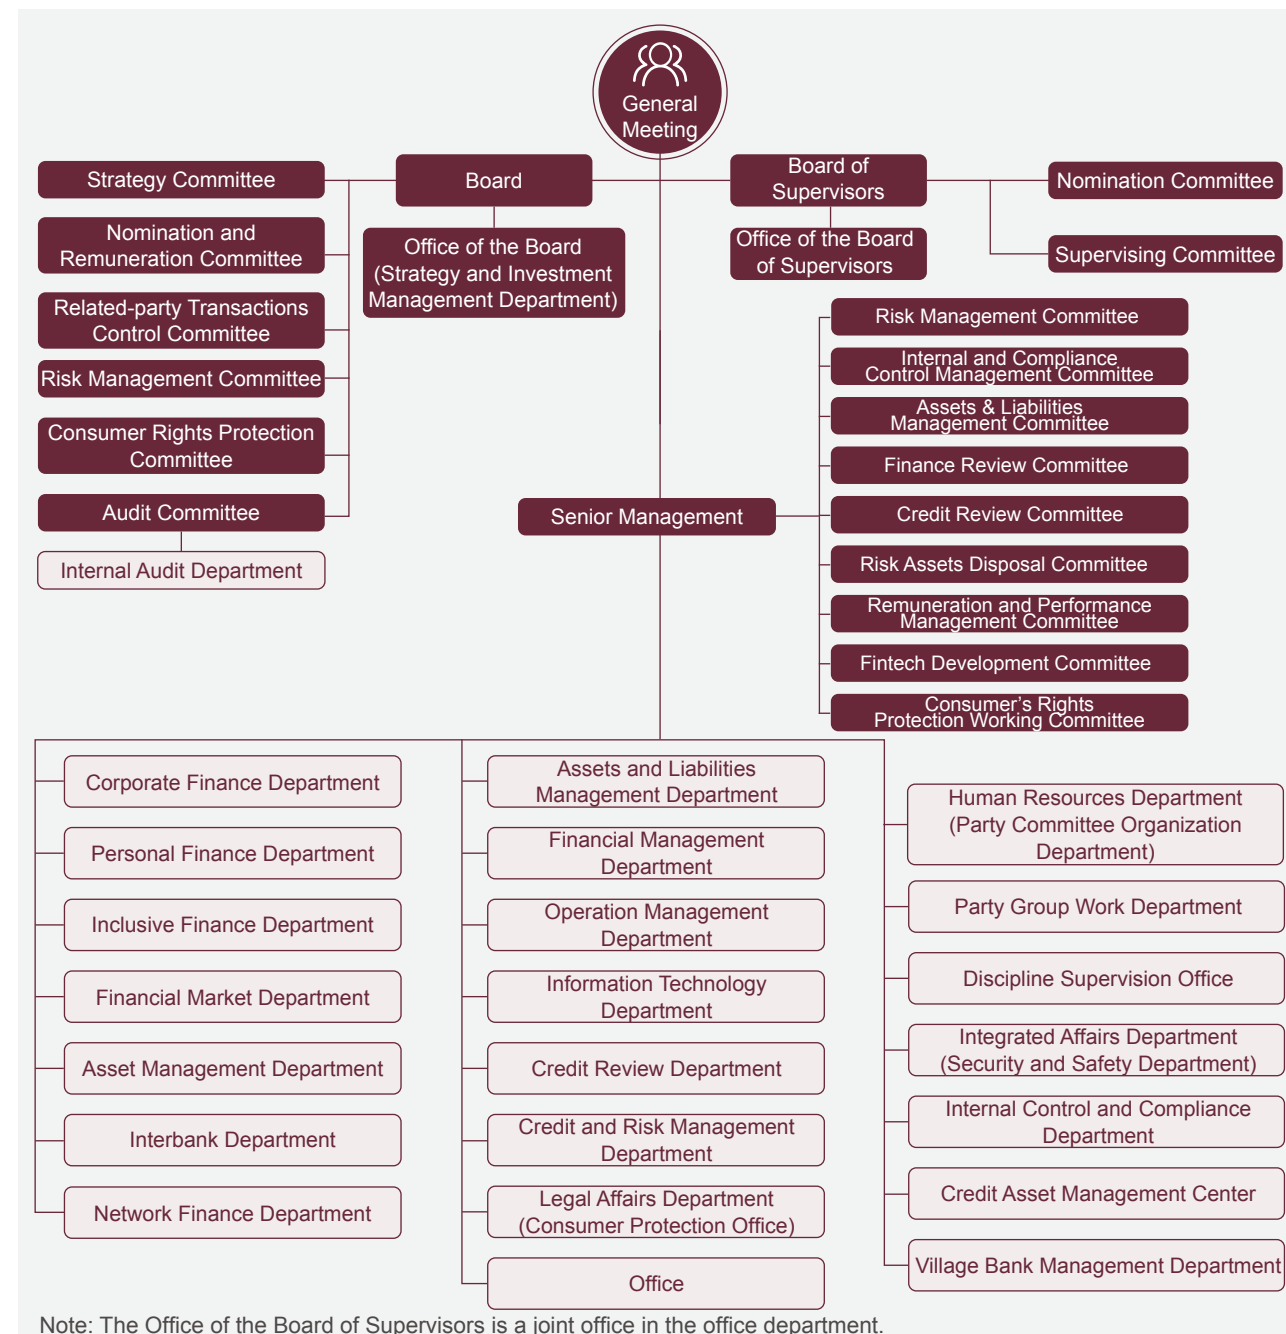 General
Meeting
Board
Board of
Supervisors
Strategy Committee
Nomination and
Remuneration Committee
Related-party Transactions
Control Committee
Risk Management Committee
Consumer Rights Protection
Committee
Audit Committee
Internal Audit Department
Office of the Board
(Strategy and Investment
Management Department)
Office of the Board
of Supervisors
Nomination Committee
Supervising Committee
Senior Management
Risk Management Committee
Internal and Compliance
Control Management Committee
Assets & Liabilities
Management Committee
Finance Review Committee
Credit Review Committee
Risk Assets Disposal Committee
Remuneration and Performance
Management Committee
Fintech Development Committee
Consumer’s Rights
Protection Working Committee
Corporate Finance Department
Personal Finance Department
Inclusive Finance Department
Financial Market Department
Asset Management Department
Interbank Department
Network Finance Department
Assets and Liabilities
Management Department
Financial Management
Department
Operation Management
Department
Information Technology
Department
Credit Review Department
Credit and Risk Management
Department
Legal Affairs Department
(Consumer Protection Office)
Office
Human Resources Department
(Party Committee Organization
Department)
Party Group Work Department
Discipline Supervision Office
Integrated Affairs Department
(Security and Safety Department)
Internal Control and Compliance
Department
Credit Asset Management Center
Village Bank Management Department
Note: The Office of the Board of Supervisors is a joint office in the office department.